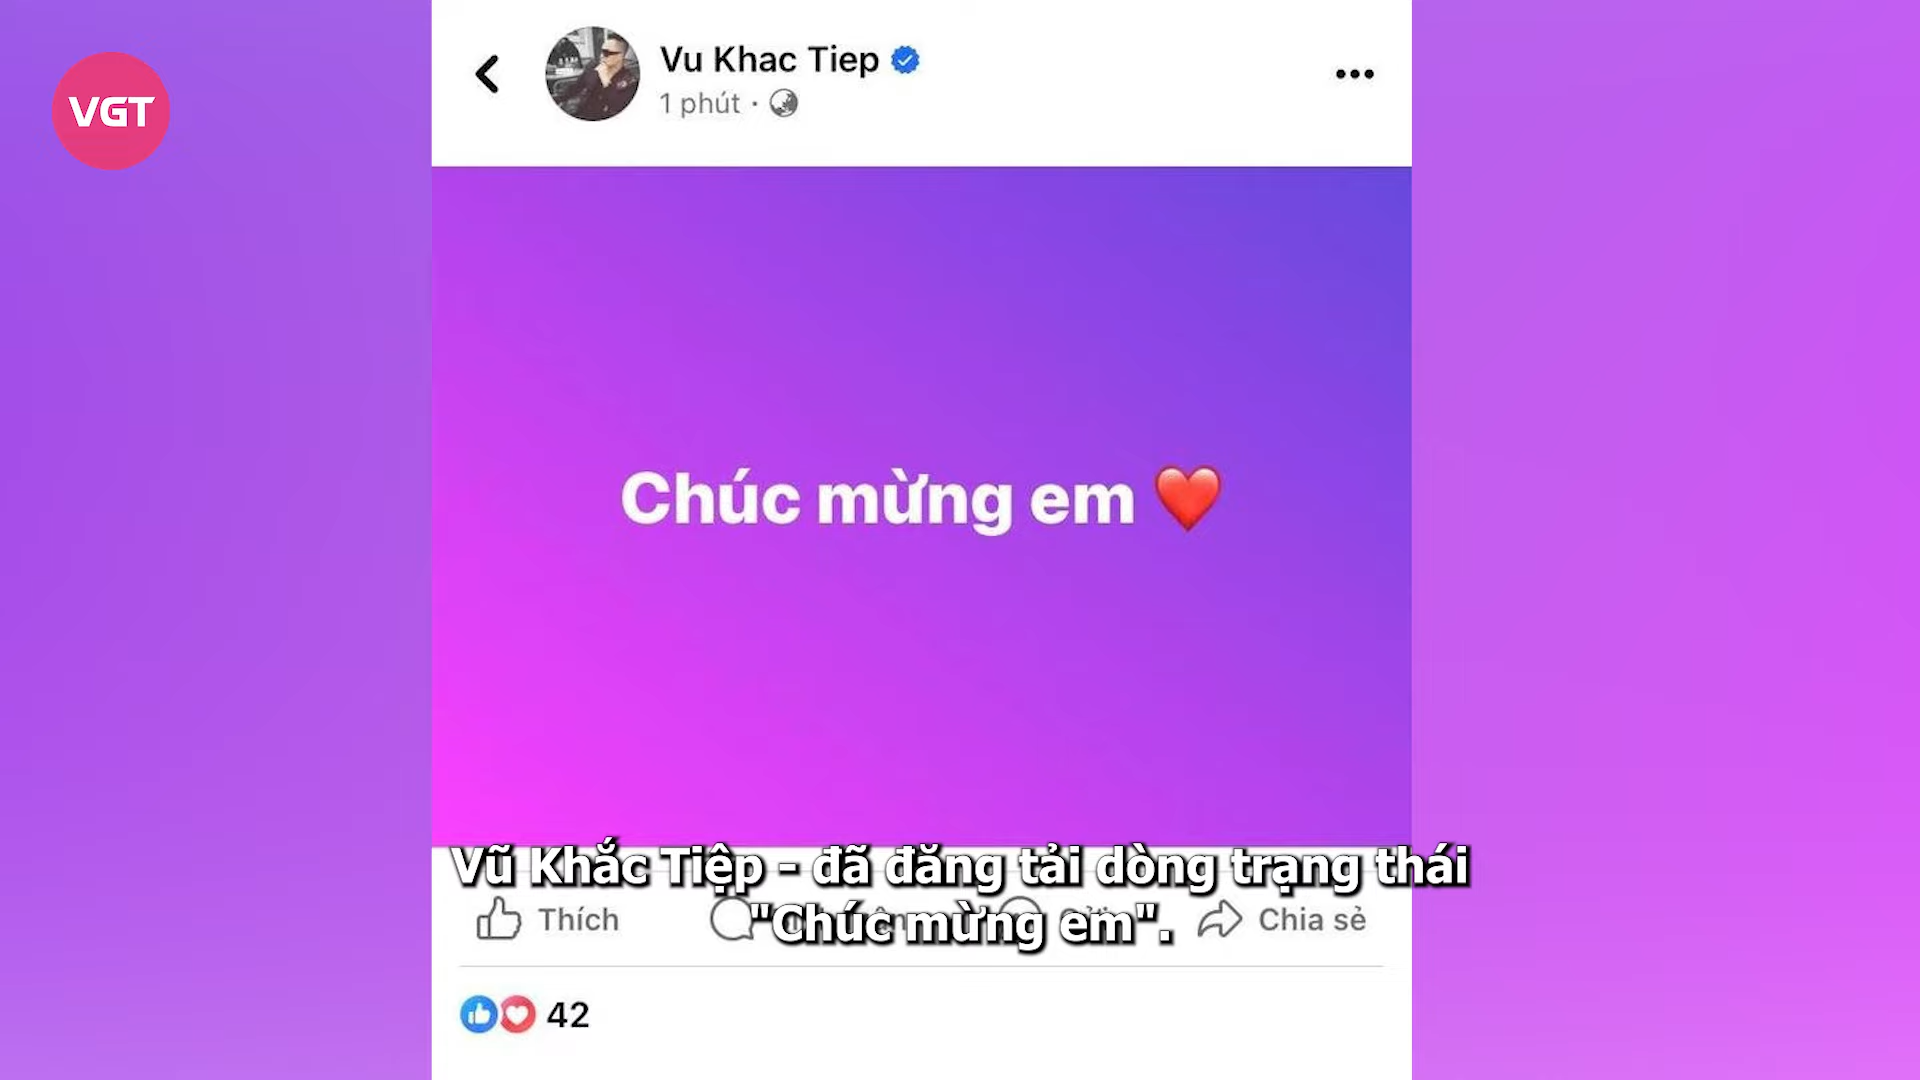 VGT
Vu Khac Tiep
1 phút ·
Chúc mừng em ❤️
Vũ Khắc Tiệp - đã đăng tải dòng trạng thái
"Chúc mừng em".
Thích
Chia sẻ
42